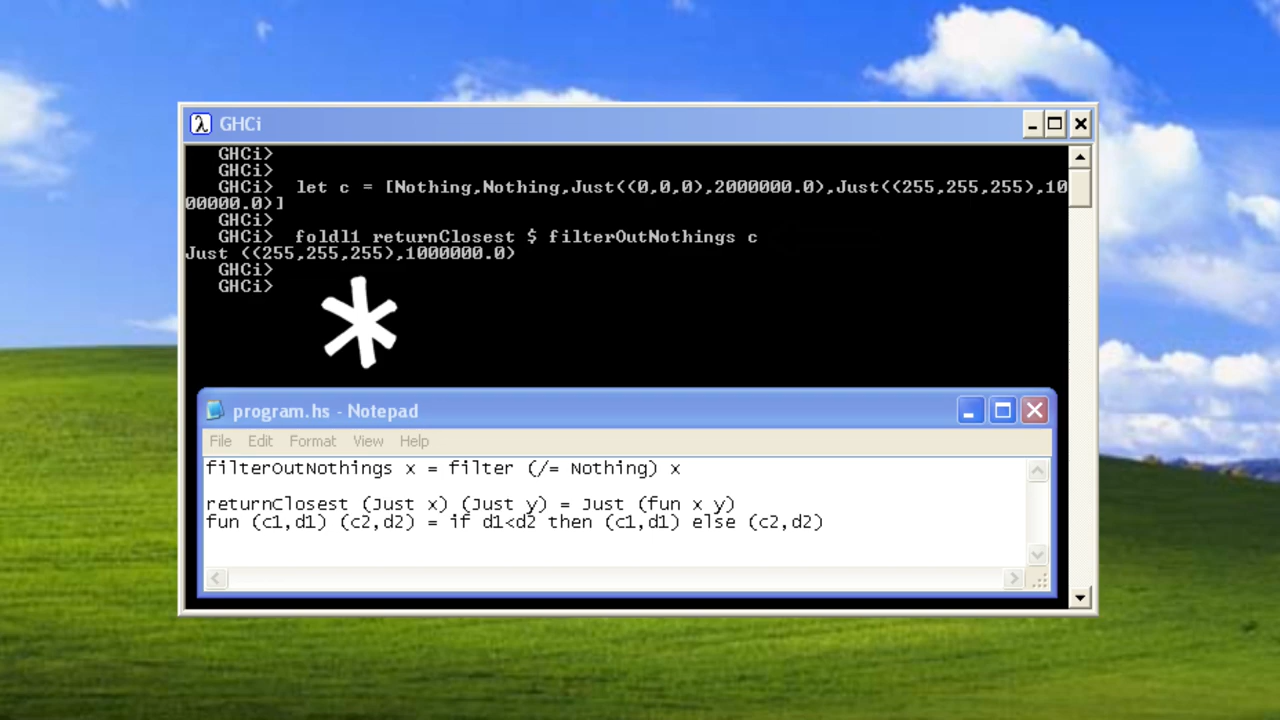 GHCi
GHCi>
GHCi>
GHCi> let c = [Nothing,Nothing,Just((0,0,0),2000000.0),Just((255,255,255),10
00000.0)]
GHCi>
GHCi> foldl1 returnClosest $ filterOutNothings c
Just ((255,255,255),1000000.0)
GHCi>
GHCi>
*
program.hs - Notepad
File Edit Format View Help
filterOutNothings x = filter (/= Nothing) x
returnClosest (Just x) (Just y) = Just (fun x y)
fun (c1,d1) (c2,d2) = if d1<d2 then (c1,d1) else (c2,d2)